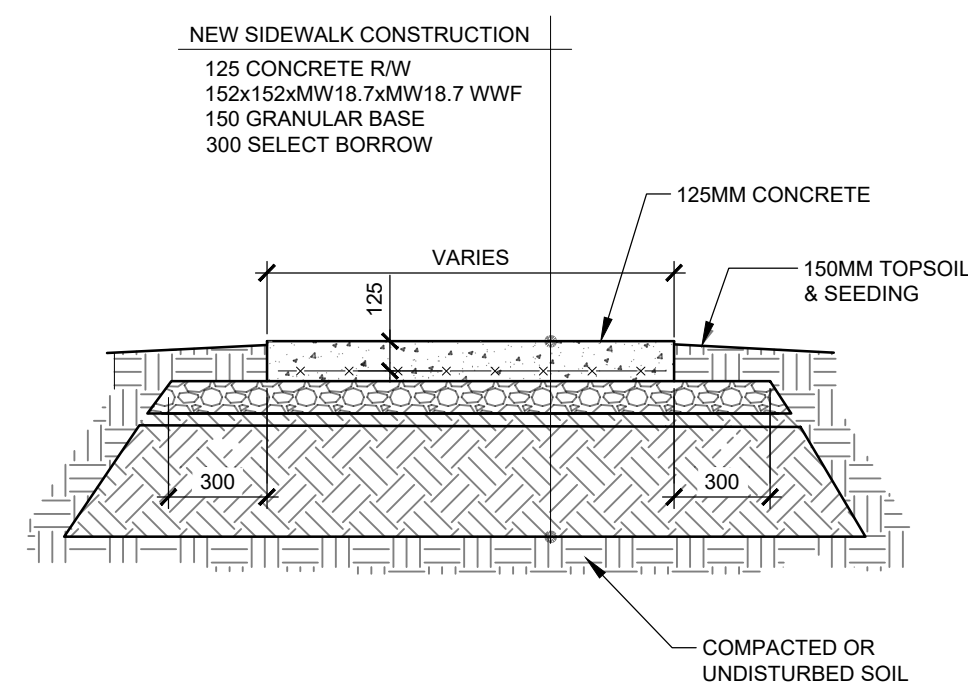 NEW SIDEWALK CONSTRUCTION
125 CONCRETE R/W
152x152xMW18.7xMW18.7 WWF
150 GRANULAR BASE
300 SELECT BORROW
125MM CONCRETE
VARIES
150MM TOPSOIL
& SEEDING
125
300
300
COMPACTED OR
UNDISTURBED SOIL